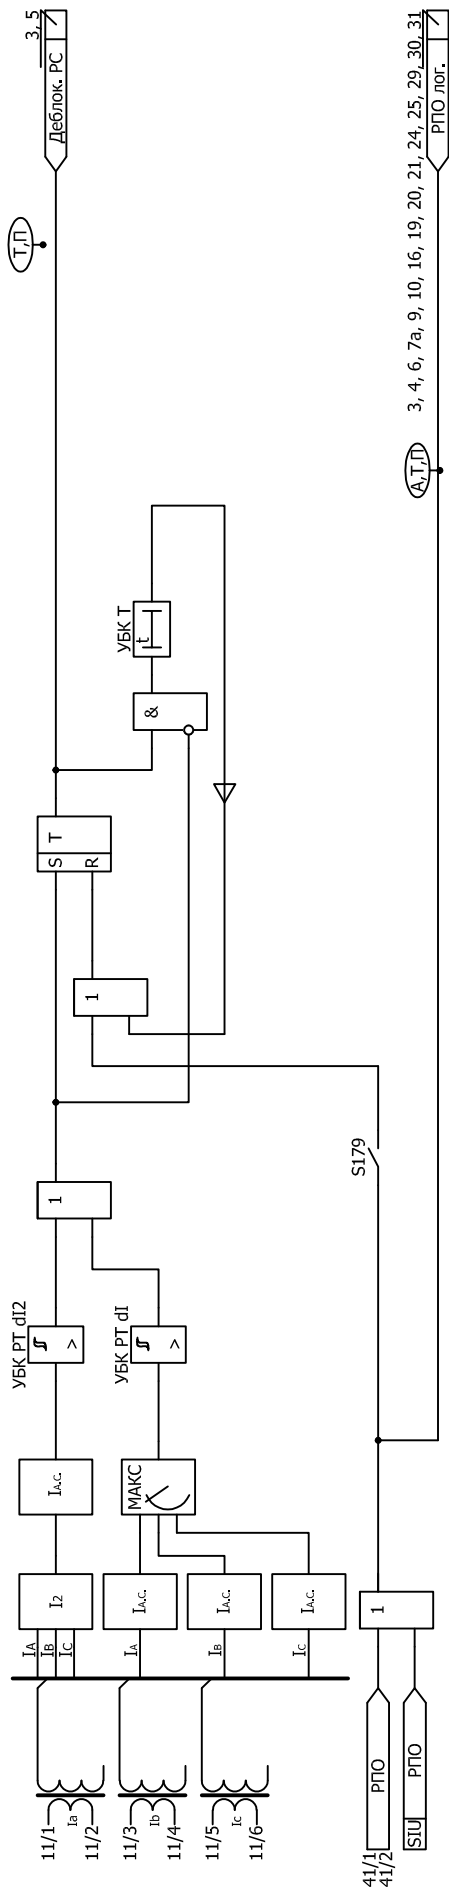 11/1
Ia
11/2
11/3
Ib
11/4
11/5
Ic
11/6
IA
IB
IC
I2
IА.С.
УБК РТ dI2
>
1
IA
IА.С.
IB
IА.С.
IC
IА.С.
МАКС
УБК РТ dI
>
S T
R
1
&
УБК Т
t
Т,П
Деблок. РС
3, 5
41/1
41/2
РПО
SIU РПО
1
S179
А,Т,П
3, 4, 6, 7а, 9, 10, 16, 19, 20, 21, 24, 25, 29, 30, 31
РПО лог.